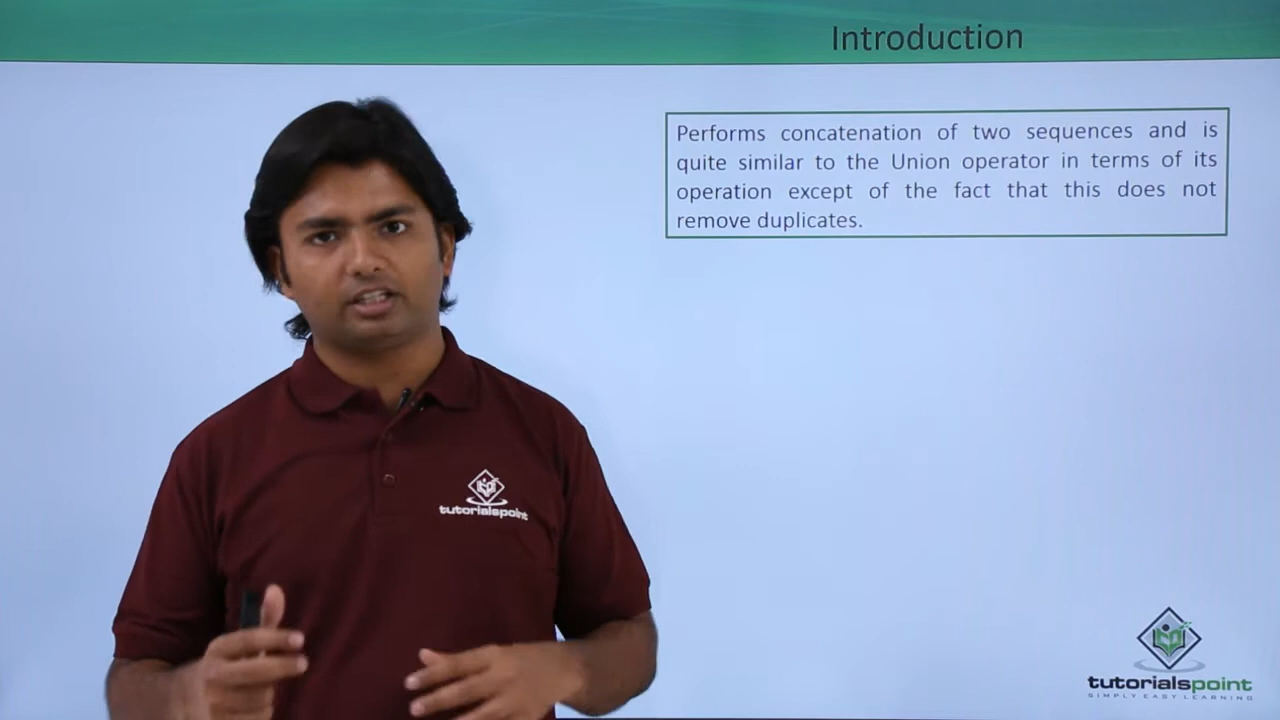 Introduction
Performs concatenation of two sequences and is
quite similar to the Union operator in terms of its
operation except of the fact that this does not
remove duplicates.
tutorialspoint
tutorialspoint
SIMPLY EASY LEARNING